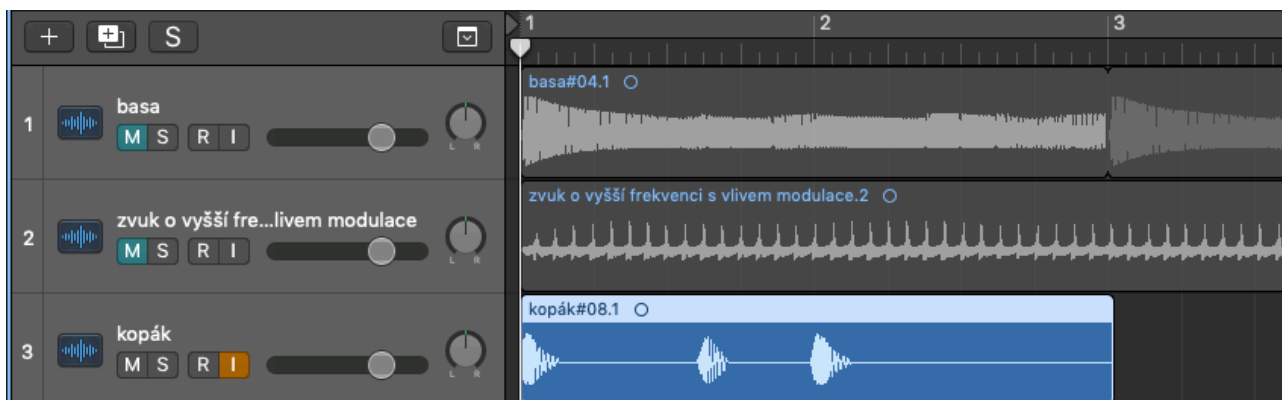 + S 1 2 3
1 basa basa#04.1
M S R I L R
2 zvuk o vyšší fre...livem modulace zvuk o vyšší frekvenci s vlivem modulace.2
M S R I L R
3 kopák kopák#08.1
M S R I L R